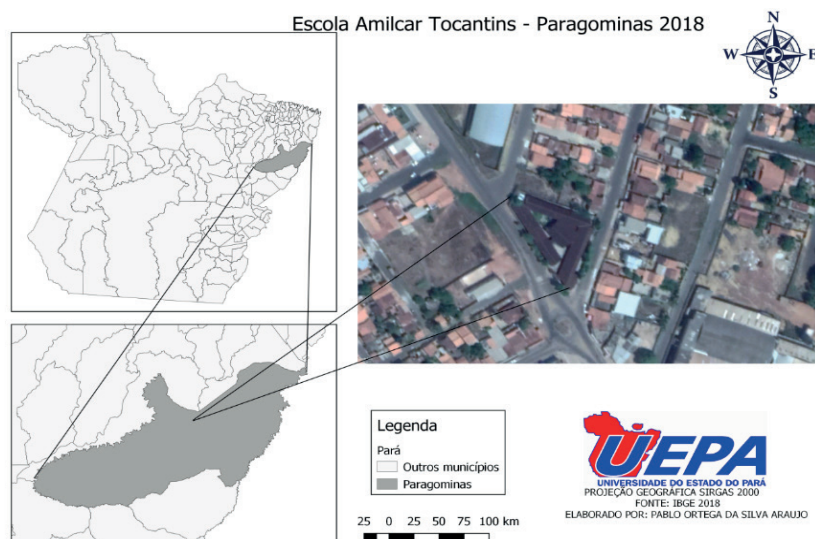 Escola Amilcar Tocantins - Paragominas 2018
N
W E
S
Legenda
Pará
Outros municípios
Paragominas
25 0 25 50 75 100 km
UEPA
UNIVERSIDADE DO ESTADO DO PARÁ
PROJEÇÃO GEOGRÁFICA SIRGAS 2000
FONTE: IBGE 2018
ELABORADO POR: PABLO ORTEGA DA SILVA ARAUJO